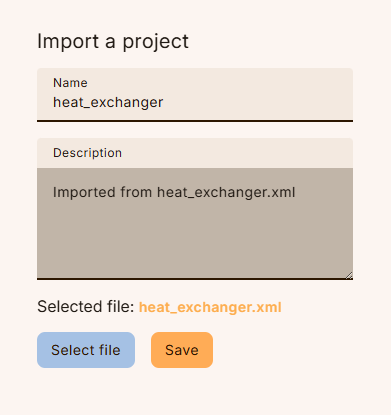 Import a project
Name
heat_exchanger
Description
Imported from heat_exchanger.xml
Selected file: heat_exchanger.xml
Select file Save